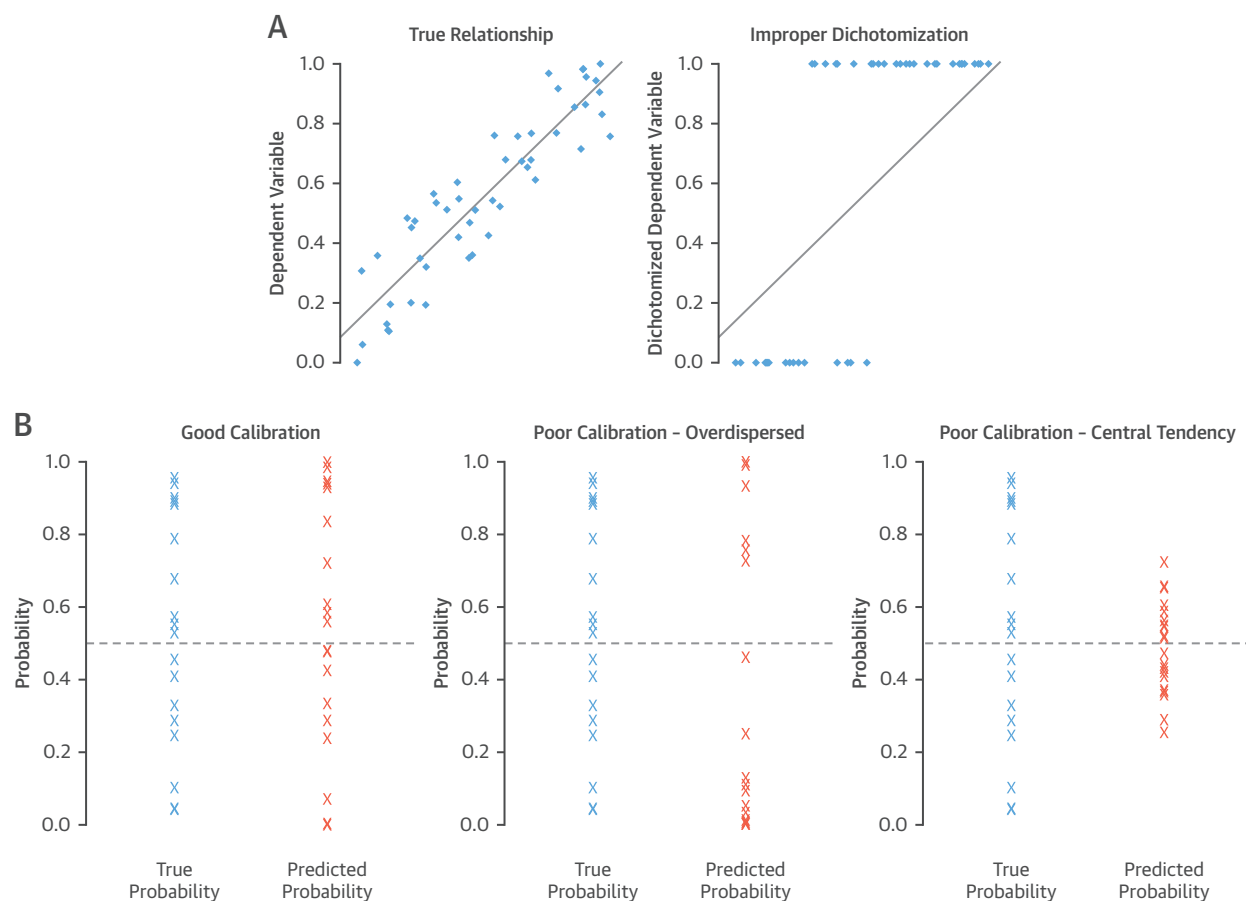 A
True Relationship
Improper Dichotomization
Dependent Variable
1.0
0.8
0.6
0.4
0.2
0.0
Dichotomized Dependent Variable
1.0
0.8
0.6
0.4
0.2
0.0
B
Good Calibration
Poor Calibration – Overdispersed
Poor Calibration – Central Tendency
Probability
1.0
0.8
0.6
0.4
0.2
0.0
True
Probability
Predicted
Probability
Probability
1.0
0.8
0.6
0.4
0.2
0.0
True
Probability
Predicted
Probability
Probability
1.0
0.8
0.6
0.4
0.2
0.0
True
Probability
Predicted
Probability